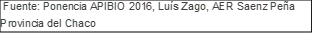 Fuente: Ponencia APIBIO 2016, Luís Zago, AER Saenz Peña
Provincia del Chaco